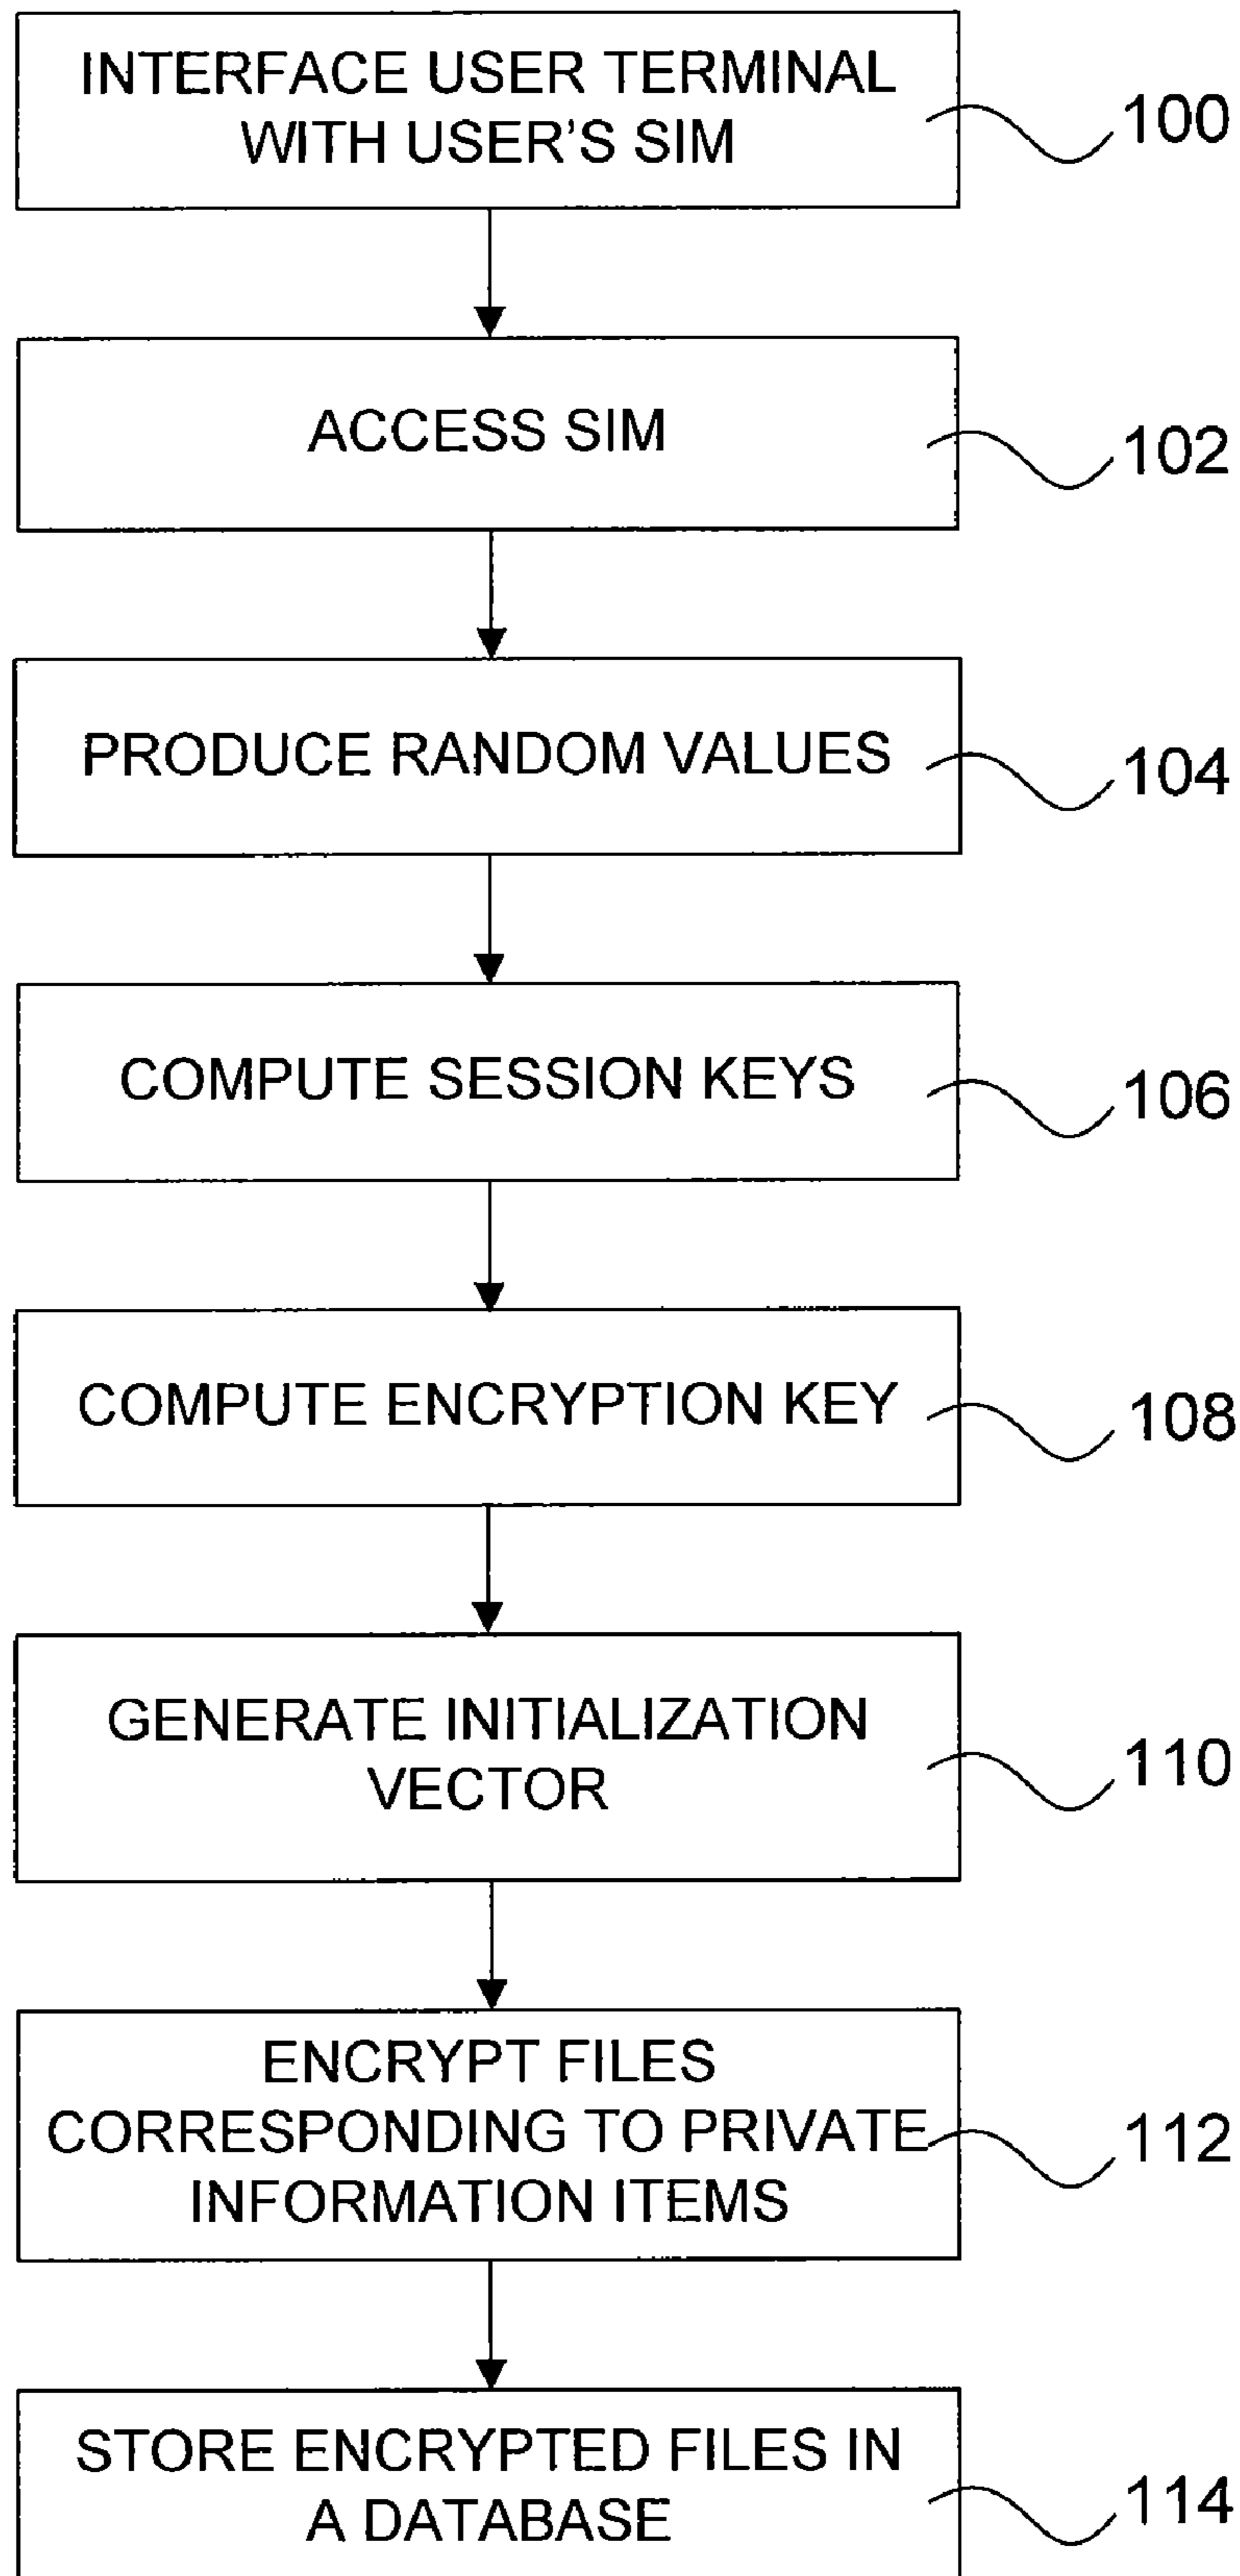 INTERFACE USER TERMINAL
WITH USER'S SIM
100
ACCESS SIM
102
PRODUCE RANDOM VALUES
104
COMPUTE SESSION KEYS
106
COMPUTE ENCRYPTION KEY
108
GENERATE INITIALIZATION
VECTOR
110
ENCRYPT FILES
CORRESPONDING TO PRIVATE
INFORMATION ITEMS
112
STORE ENCRYPTED FILES IN
A DATABASE
114